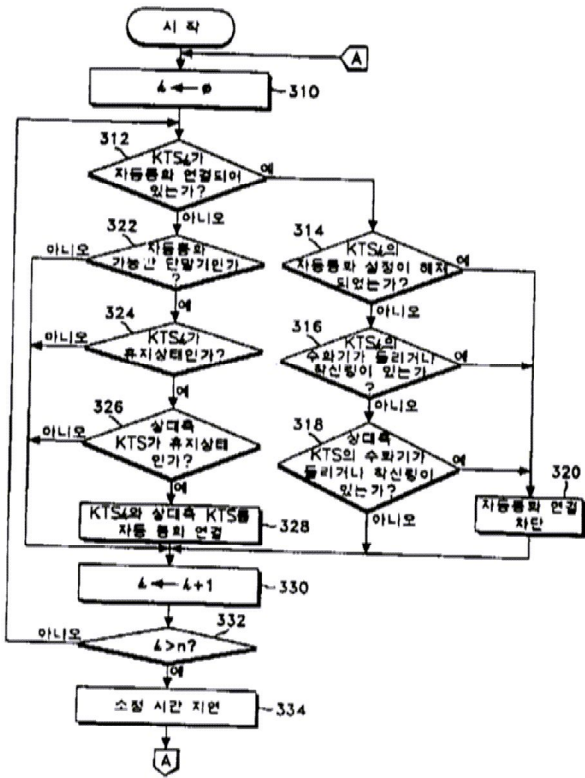 시 작
A
i ← ø
310
312
KTSi가
자동통화 연결되어
있는가?
예
아니오
322
자동통화
가능한 단말기인가
?
아니오
예
314
KTSi의
자동통화 설정이 해제
되었는가?
예
아니오
324
KTSi가
휴지상태인가?
아니오
예
316
KTSi의
수화기가 들리거나
착신링이 있는가
?
예
아니오
326
상대측
KTS가 휴지상태
인가?
아니오
예
318
상대측
KTS의 수화기가
들리거나 착신링이
있는가?
예
아니오
320
자동통화 연결
차단
KTSi와 상대측 KTS를
자동 통화 연결
328
i ← i+1
330
332
i>n?
아니오
예
소정 시간 지연
334
A